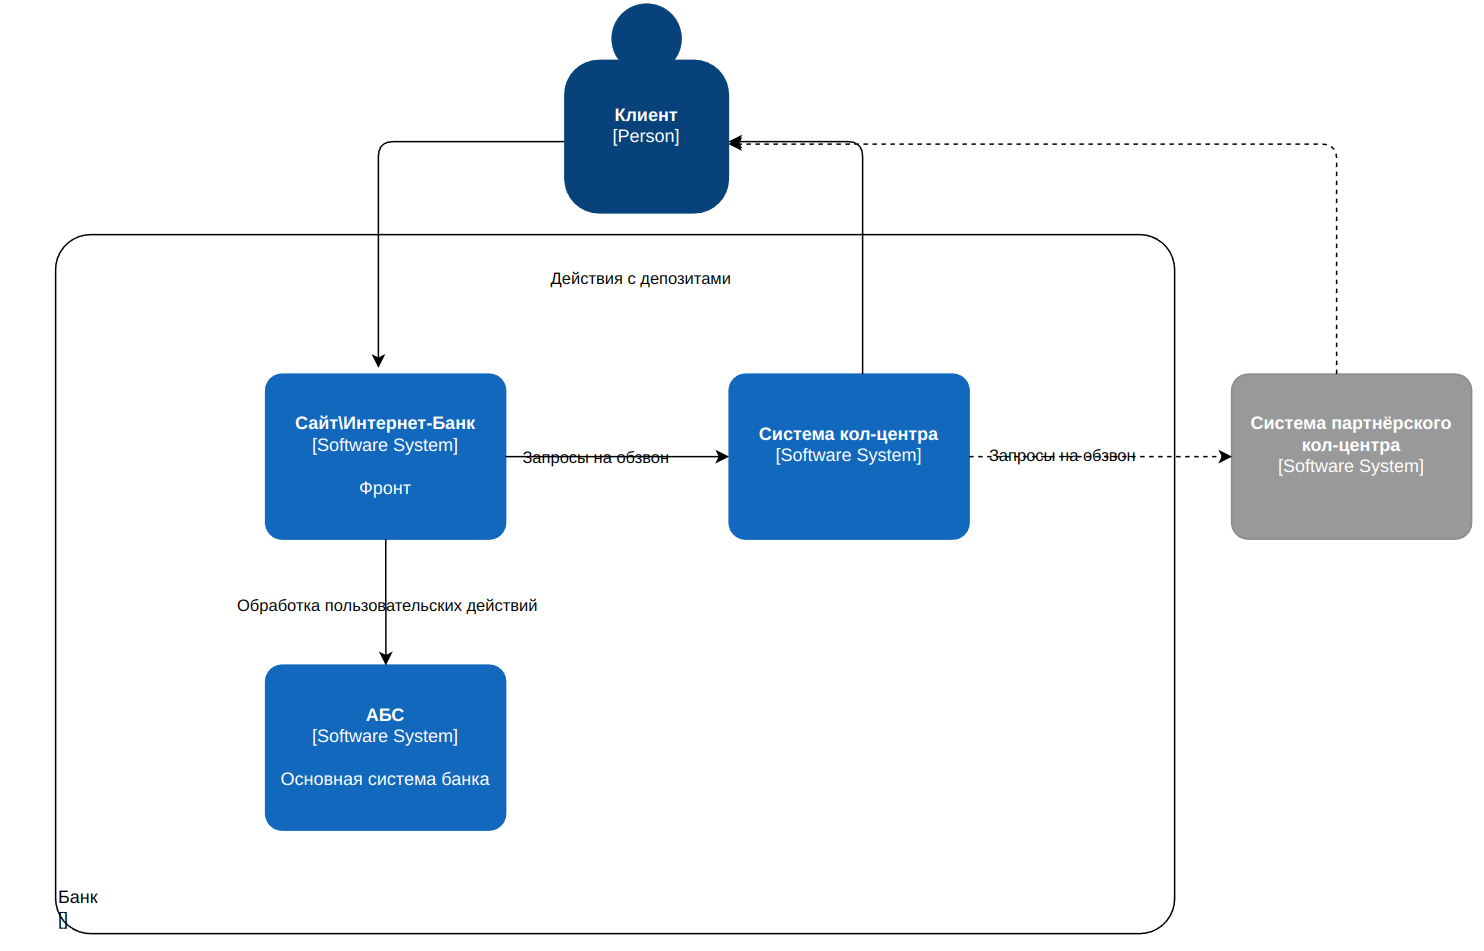 Клиент
[Person]
Действия с депозитами
Сайт\Интернет-Банк
[Software System]
Фронт
Запросы на обзвон
Система кол-центра
[Software System]
Запросы на обзвон
Система партнёрского
кол-центра
[Software System]
Обработка пользовательских действий
АБС
[Software System]
Основная система банка
Банк
[]